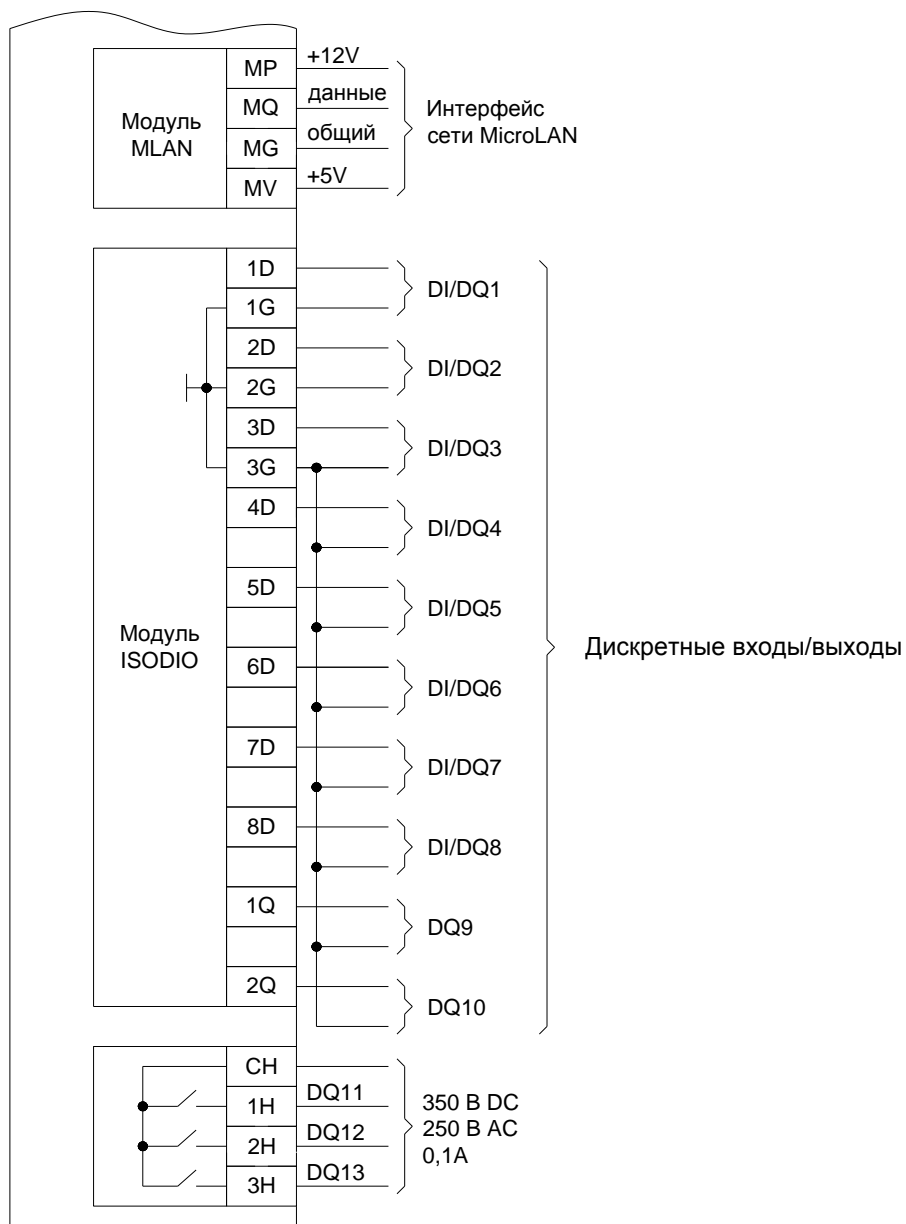 MP
+12V
MQ
данные
MG
общий
MV
+5V
Модуль
MLAN
Интерфейс
сети MicroLAN
1D
1G
DI/DQ1
2D
2G
DI/DQ2
3D
3G
DI/DQ3
4D
DI/DQ4
5D
DI/DQ5
Модуль
ISODIO
Дискретные входы/выходы
6D
DI/DQ6
7D
DI/DQ7
8D
DI/DQ8
1Q
DQ9
2Q
DQ10
CH
1H
DQ11
2H
DQ12
3H
DQ13
350 В DC
250 В AC
0,1А